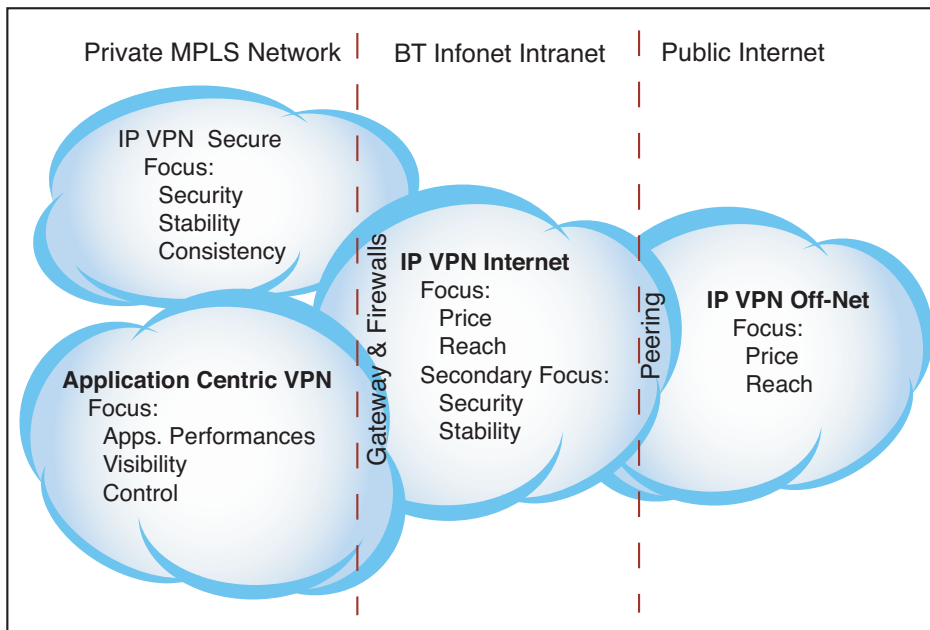 Private MPLS Network
BT Infonet Intranet
Public Internet
IP VPN Secure
Focus:
Security
Stability
Consistency
Application Centric VPN
Focus:
Apps. Performances
Visibility
Control
Gateway & Firewalls
IP VPN Internet
Focus:
Price
Reach
Secondary Focus:
Security
Stability
Peering
IP VPN Off-Net
Focus:
Price
Reach